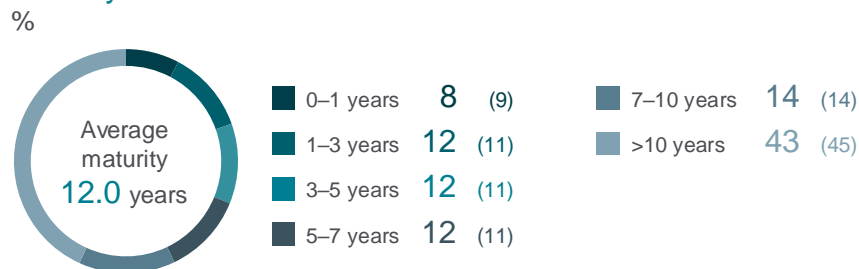 %
Average
maturity
12.0 years
0–1 years 8 (9)
1–3 years 12 (11)
3–5 years 12 (11)
5–7 years 12 (11)
7–10 years 14 (14)
>10 years 43 (45)